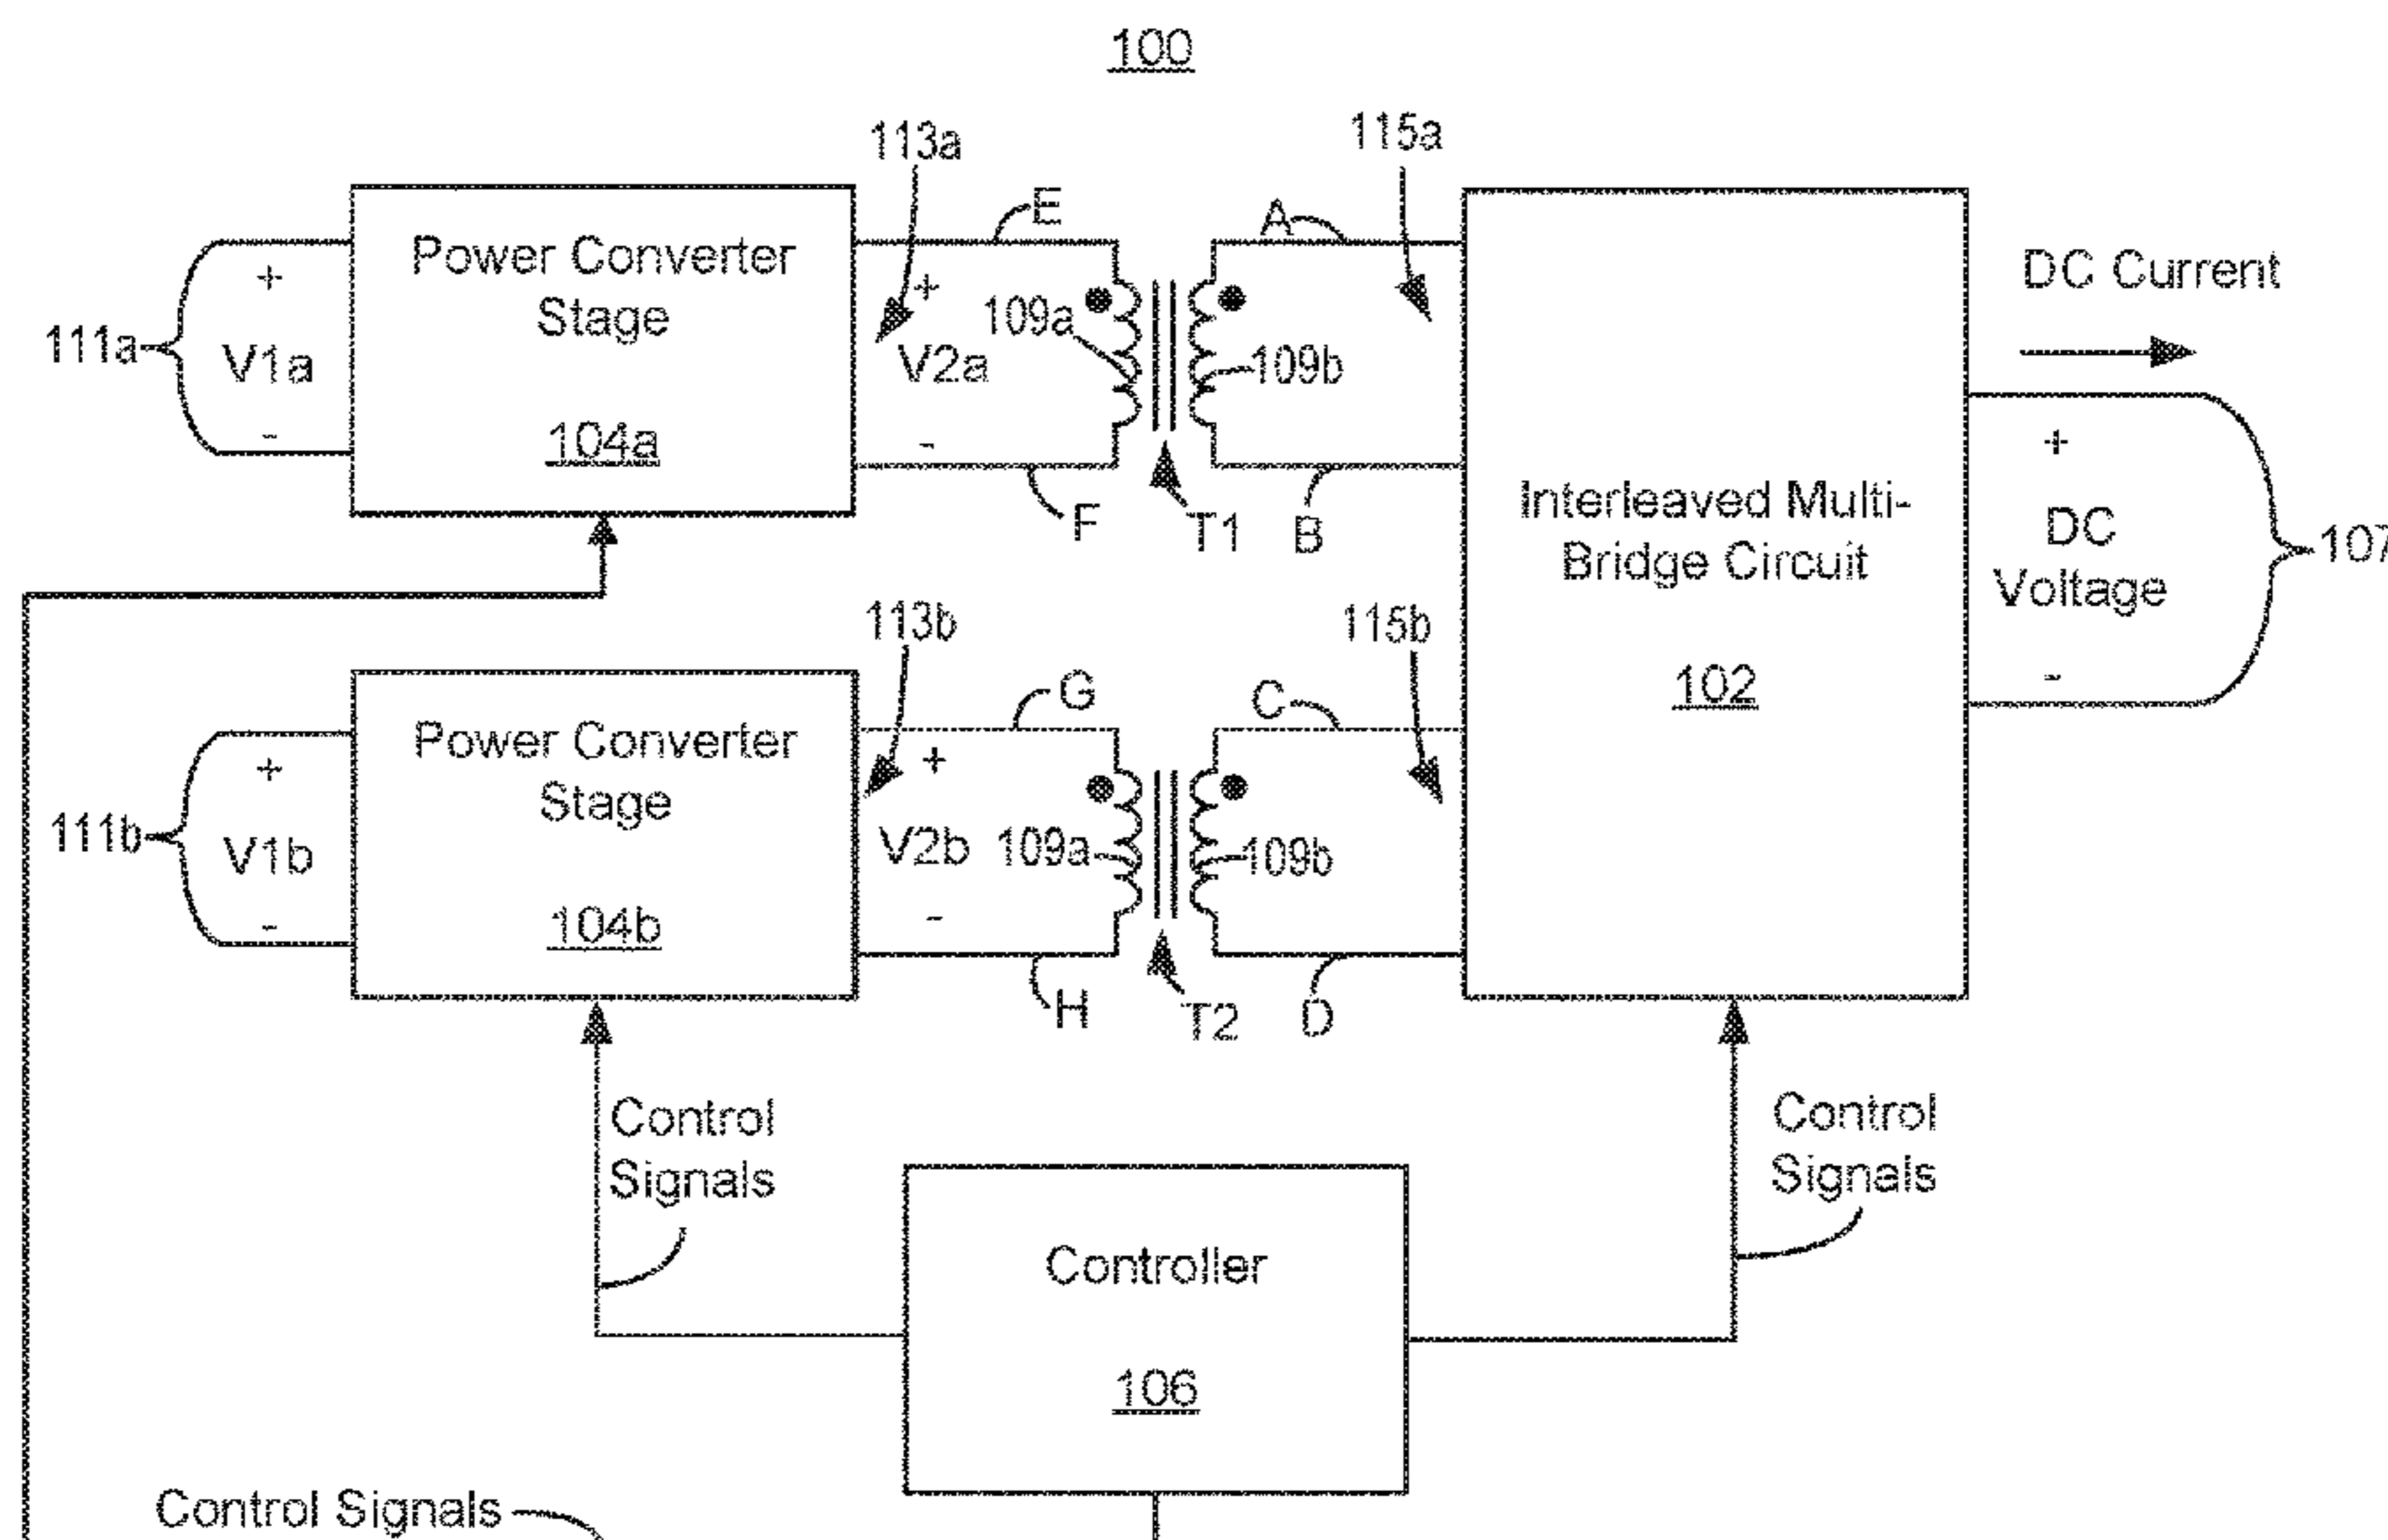 100
113a
115a
E
A
Power Converter
Stage
104a
+
V1a
-
111a
+
V2a
-
109a
109b
F
T1
B
DC Current
Interleaved Multi-
Bridge Circuit
102
+
DC
Voltage
-
107
113b
115b
G
C
Power Converter
Stage
104b
+
V1b
-
111b
+
V2b
-
109a
109b
H
T2
D
Control
Signals
Control
Signals
Controller
106
Control Signals